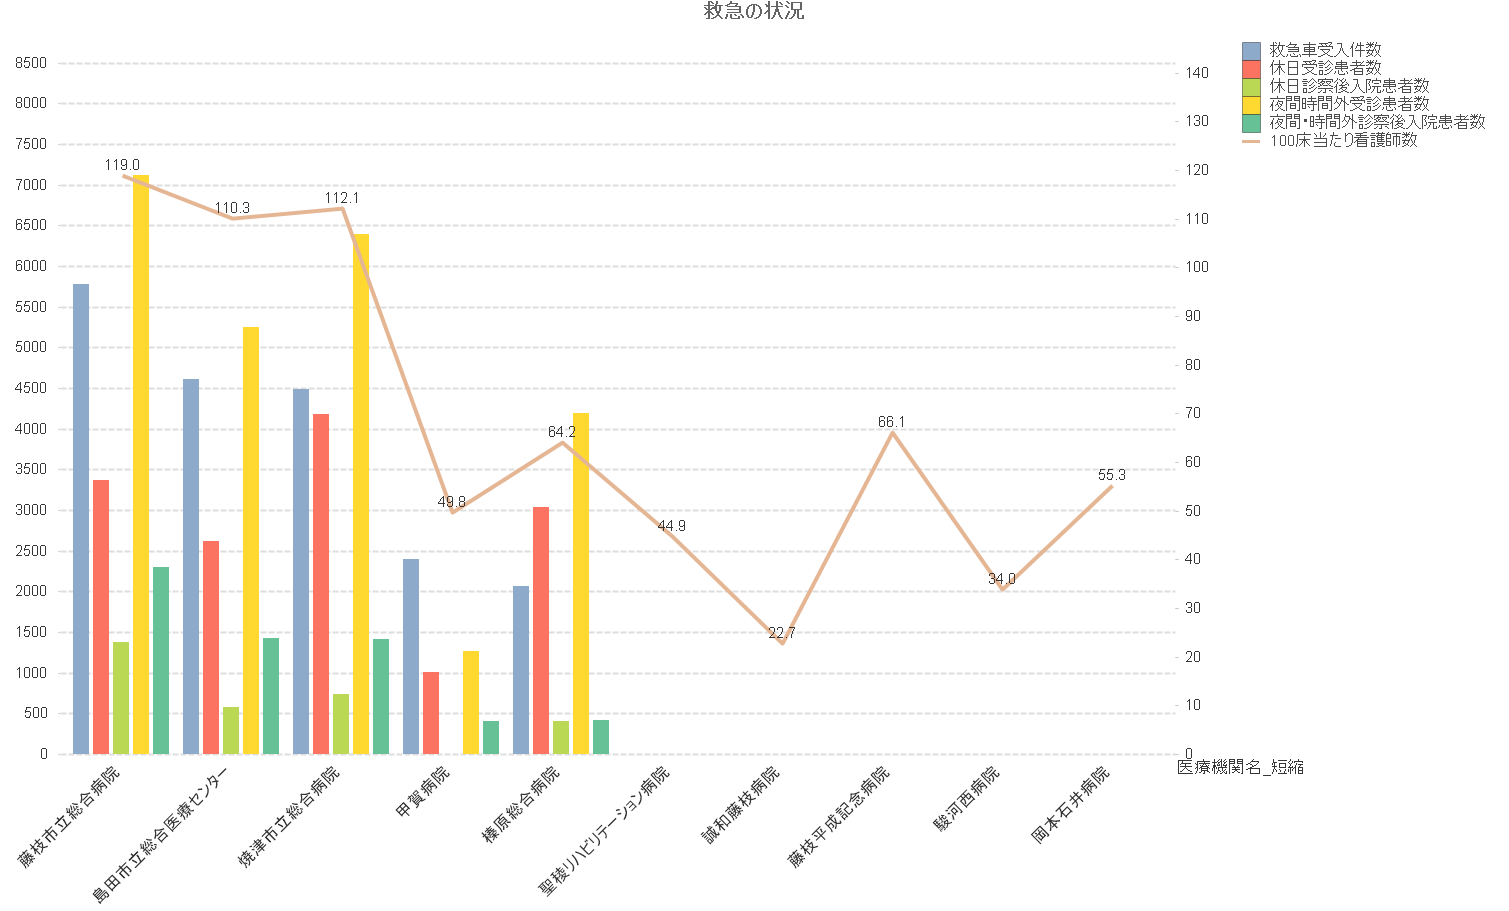 救急の状況
救急車受入件数
休日受診患者数
休日診察後入院患者数
夜間時間外受診患者数
夜間・時間外診察後入院患者数
100床当たり看護師数
8500
8000
7500
7000
6500
6000
5500
5000
4500
4000
3500
3000
2500
2000
1500
1000
500
0
140
130
120
110
100
90
80
70
60
50
40
30
20
10
0
119.0
110.3
112.1
49.8
64.2
44.9
22.7
66.1
34.0
55.3
藤枝市立総合病院
島田市立総合医療センター
焼津市立総合病院
甲賀病院
榛原総合病院
聖稜リハビリテーション病院
誠和藤枝病院
藤枝平成記念病院
駿河西病院
岡本石井病院
医療機関名_短縮